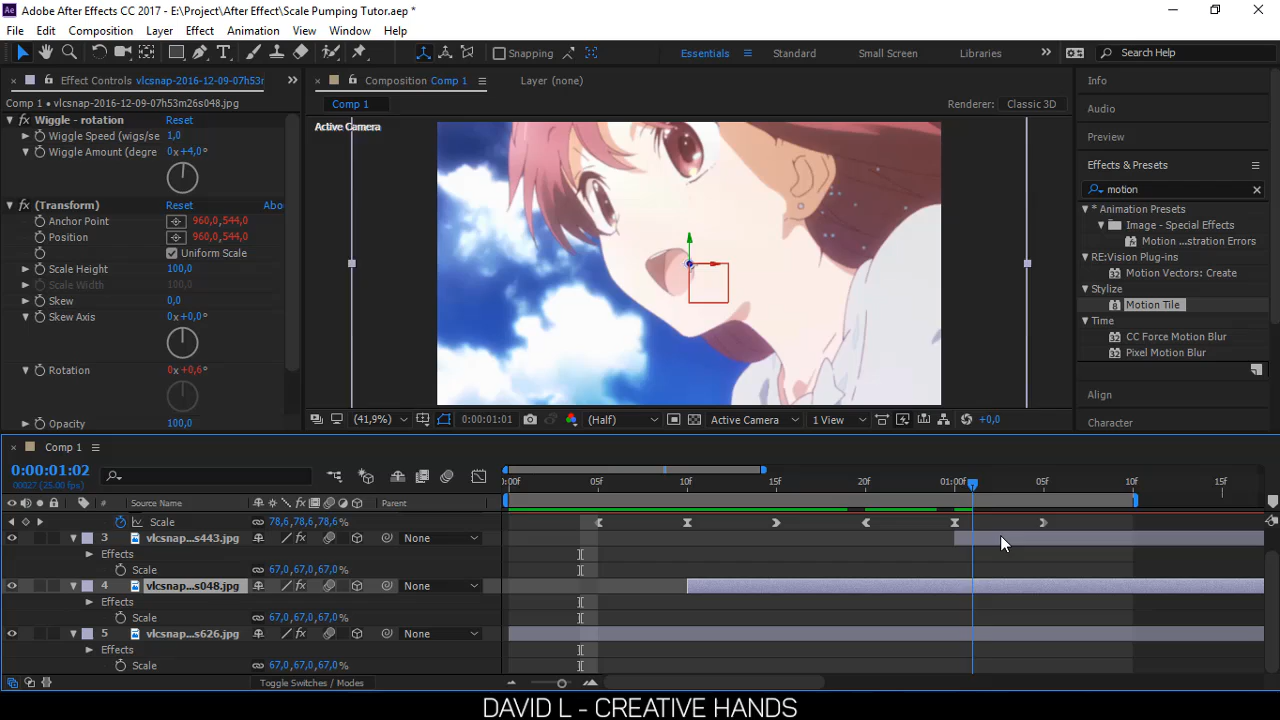 Adobe After Effects CC 2017 - E:\Project\After Effect\Scale Pumping Tutor.aep *
File Edit Composition Layer Effect Animation View Window Help
Snapping Essentials Standard Small Screen Libraries Search Help
Effect Controls vlcsnap-2016-12-09-07h53r
Composition Comp 1
Layer (none)
Info
Comp 1 • vlcsnap-2016-12-09-07h53m26s048.jpg
Comp 1
Renderer: Classic 3D
Audio
Active Camera
Preview
fx Wiggle - rotation Reset
Wiggle Speed (wigs/se 1,0
Wiggle Amount (degre 0x+4,0°
Effects & Presets
motion
fx (Transform) Reset Abo
Anchor Point 960,0,544,0
Position 960,0,544,0
Uniform Scale
Scale Height 100,0
Scale Width 100,0
Skew 0,0
Skew Axis 0x+0,0°
Rotation 0x+0,6°
Opacity 100,0
* Animation Presets
Image - Special Effects
Motion ...stration Errors
RE:Vision Plug-ins
Motion Vectors: Create
Stylize
Motion Tile
Time
CC Force Motion Blur
Pixel Motion Blur
Align
Character
(41,9%) 0:00:01:01 (Half) Active Camera 1 View +0,0
Comp 1
0:00:01:02
00027 (25.00 fps)
:00f 05f 10f 15f 20f 01:00f 05f 10f 15f
# Source Name Parent
Scale 78,6,78,6,78,6%
3 vlcsnap...s443.jpg fx None
Effects
Scale 67,0,67,0,67,0%
4 vlcsnap...s048.jpg fx None
Effects
Scale 67,0,67,0,67,0%
5 vlcsnap...s626.jpg fx None
Effects
Scale 67,0,67,0,67,0%
Toggle Switches / Modes
DAVID L - CREATIVE HANDS